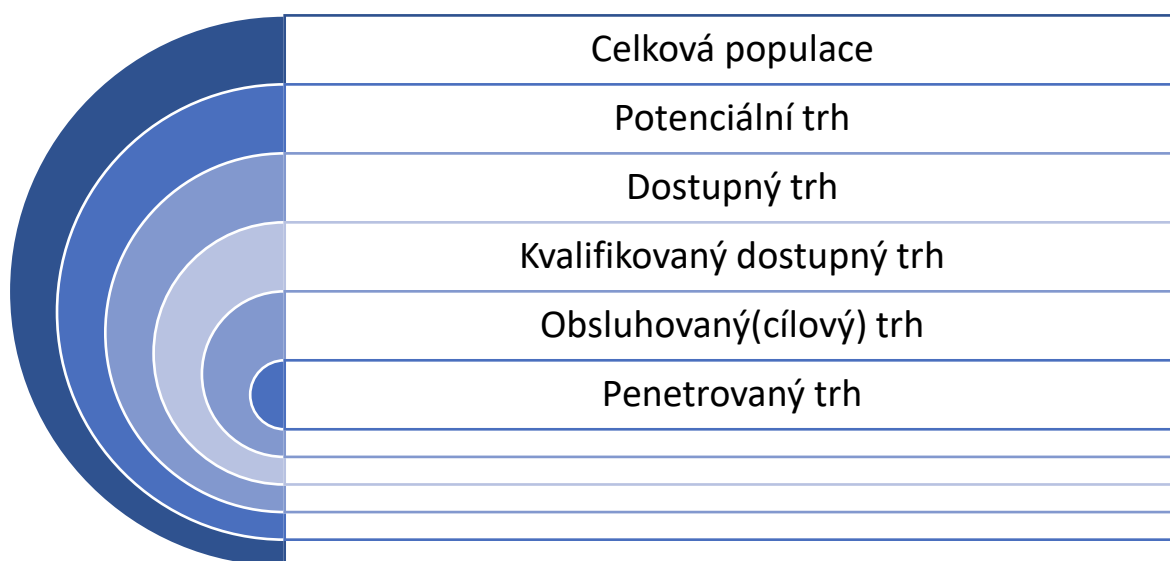 Celková populace
Potenciální trh
Dostupný trh
Kvalifikovaný dostupný trh
Obsluhovaný(cílový) trh
Penetrovaný trh